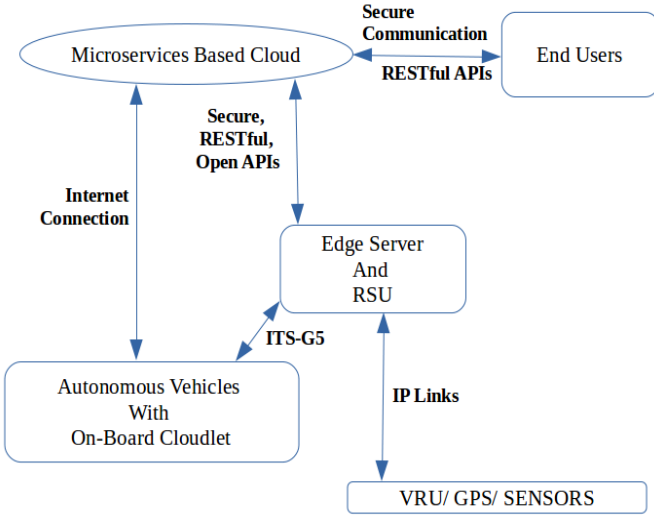 Secure
Communication
Microservices Based Cloud
End Users
RESTful APIs
Secure,
RESTful,
Open APIs
Internet
Connection
Edge Server
And
RSU
ITS-G5
Autonomous Vehicles
With
On-Board Cloudlet
IP Links
VRU/ GPS/ SENSORS